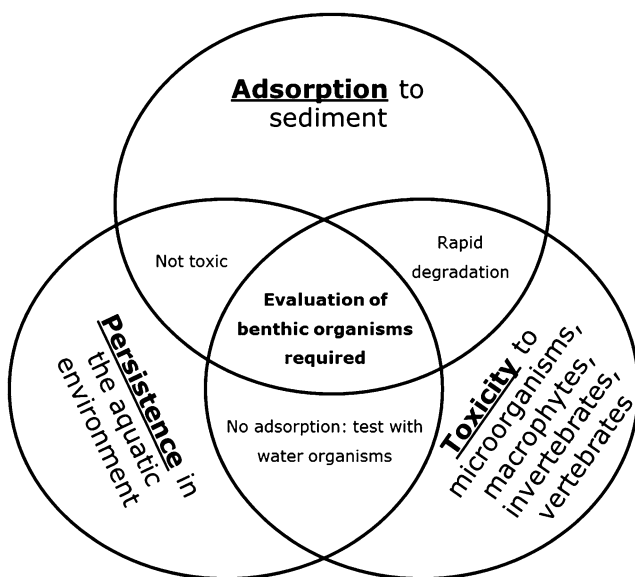 Adsorption to
sediment
Not toxic
Rapid
degradation
Evaluation of
benthic organisms
required
Persistence in
the aquatic
environment
Toxicity to
microorganisms,
macrophytes,
invertebrates,
vertebrates
No adsorption: test with
water organisms